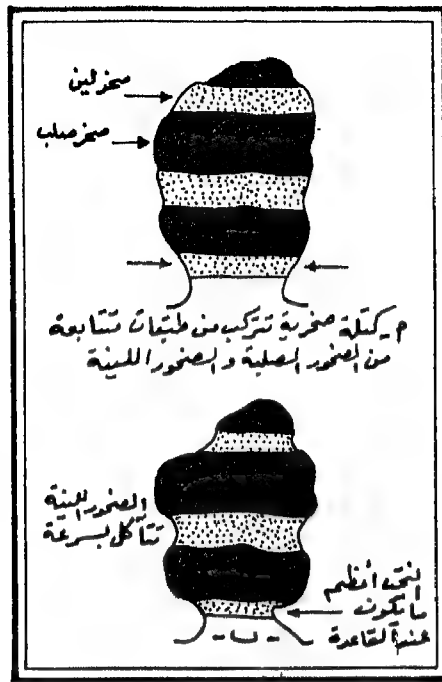 صخر لين
صخر صلب
م- كتلة صخرية تتركب من طبقات متتابعة
من الصخور الصلبة والصخور اللينة
الصخور اللينة
تتآكل بسرعة
النحت أعظم
ما يكون
عند القاعدة
- ب -